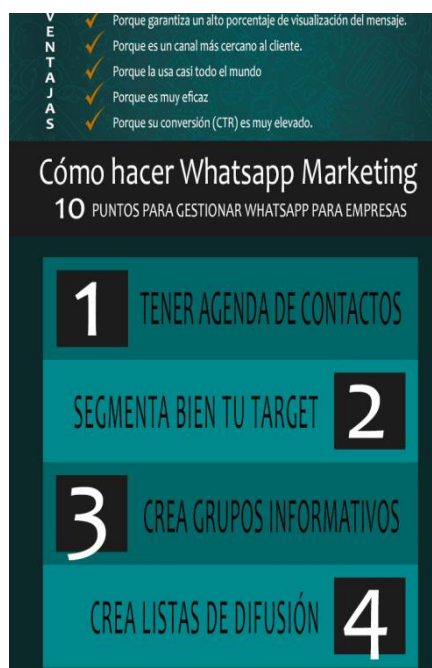 VENTAJAS
Porque garantiza un alto porcentaje de visualización del mensaje.
Porque es un canal más cercano al cliente.
Porque la usa casi todo el mundo
Porque es muy eficaz
Porque su conversión (CTR) es muy elevado.
Cómo hacer Whatsapp Marketing
10 PUNTOS PARA GESTIONAR WHATSAPP PARA EMPRESAS
1 TENER AGENDA DE CONTACTOS
SEGMENTA BIEN TU TARGET 2
3 CREA GRUPOS INFORMATIVOS
CREA LISTAS DE DIFUSIÓN 4